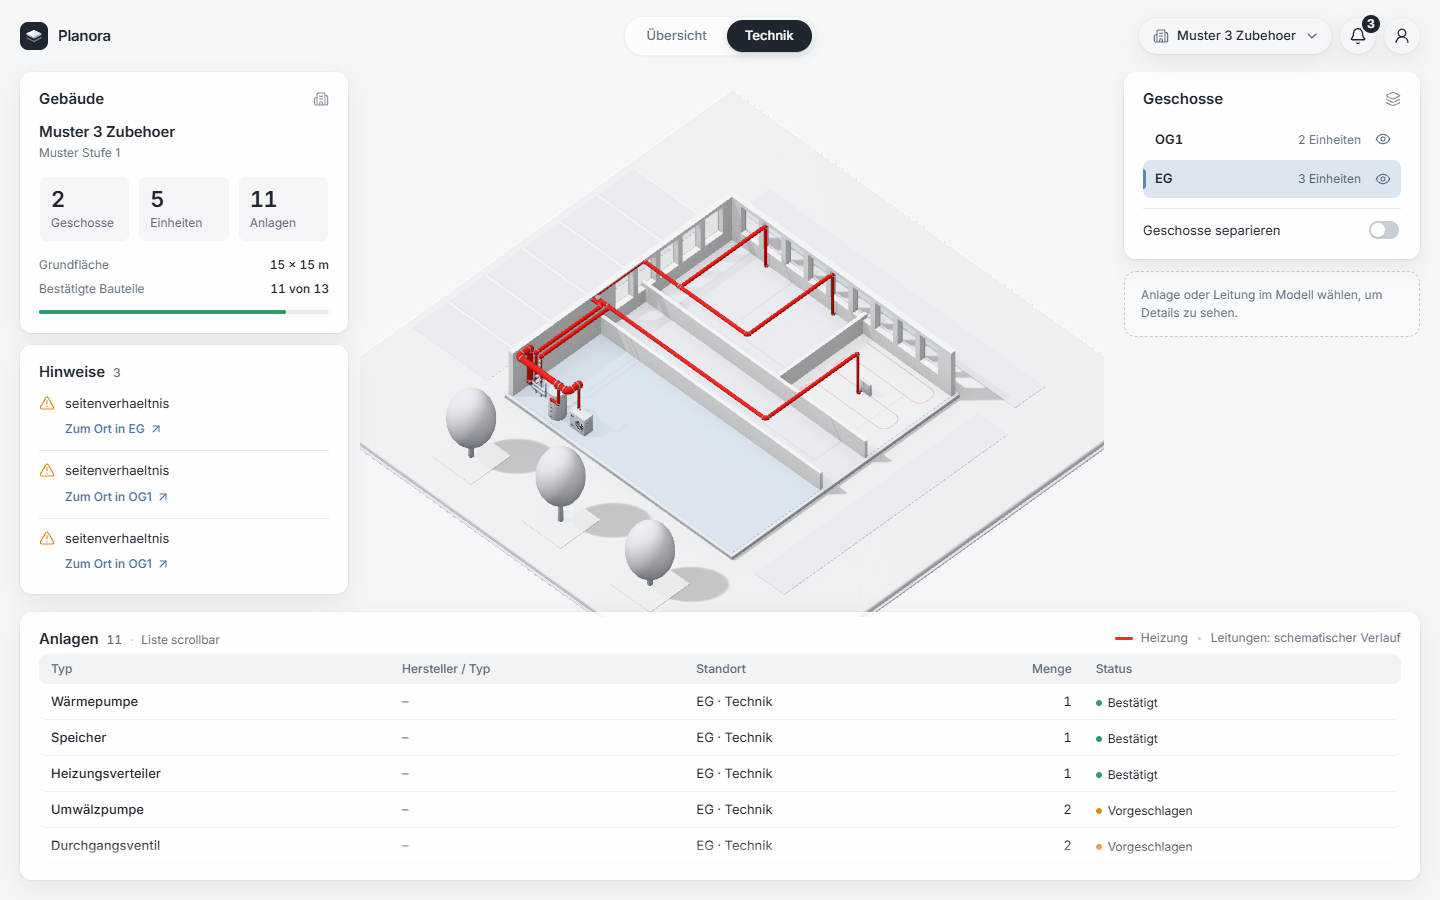 Planora
Übersicht
Technik
Muster 3 Zubehoer
3
Gebäude
Muster 3 Zubehoer
Muster Stufe 1
2
Geschosse
5
Einheiten
11
Anlagen
Grundfläche
15 × 15 m
Bestätigte Bauteile
11 von 13
Hinweise 3
seitenverhaeltnis
Zum Ort in EG ↗
seitenverhaeltnis
Zum Ort in OG1 ↗
seitenverhaeltnis
Zum Ort in OG1 ↗
Geschosse
OG1 2 Einheiten
EG 3 Einheiten
Geschosse separieren
Anlage oder Leitung im Modell wählen, um
Details zu sehen.
Anlagen 11 · Liste scrollbar
Heizung • Leitungen: schematischer Verlauf
Typ Hersteller / Typ Standort Menge Status
Wärmepumpe – EG · Technik 1 Bestätigt
Speicher – EG · Technik 1 Bestätigt
Heizungsverteiler – EG · Technik 1 Bestätigt
Umwälzpumpe – EG · Technik 2 Vorgeschlagen
Durchgangsventil – EG · Technik 2 Vorgeschlagen